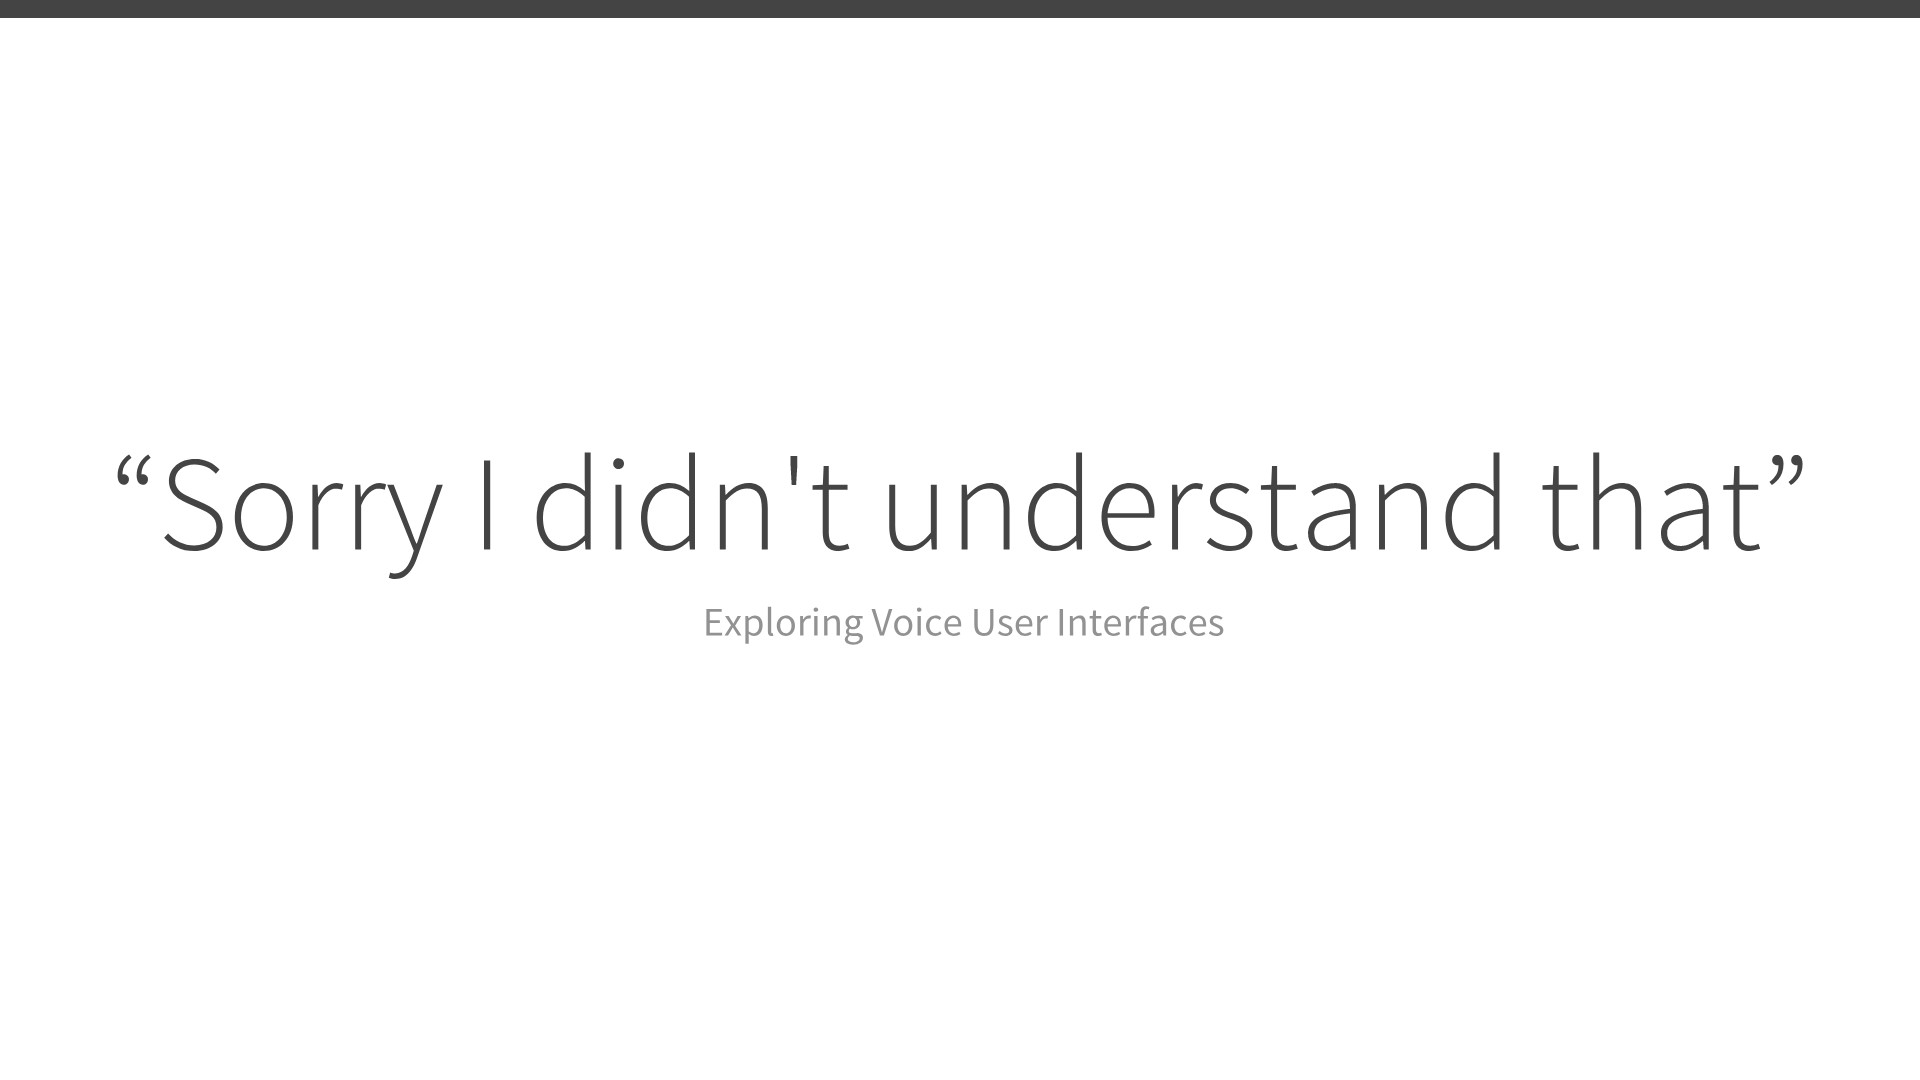 “Sorry I didn't understand that”
Exploring Voice User Interfaces